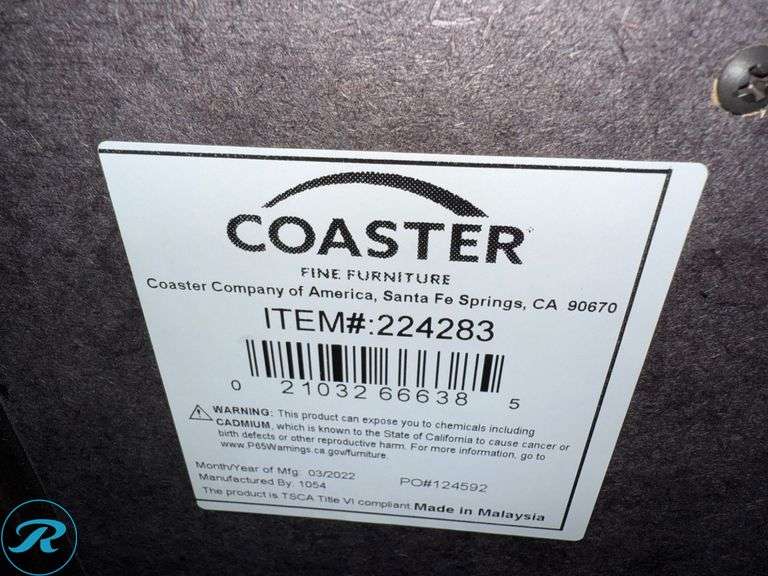 COASTER
FINE FURNITURE
Coaster Company of America, Santa Fe Springs, CA 90670
ITEM#:224283
0 21032 66638 5
WARNING: This product can expose you to chemicals including
CADMIUM, which is known to the State of California to cause cancer or
birth defects or other reproductive harm. For more information, go to
www.P65Warnings.ca.gov/furniture.
Month/Year of Mfg: 03/2022
PO#124592
Manufactured By: 1054
The product is TSCA Title VI compliant Made in Malaysia
R